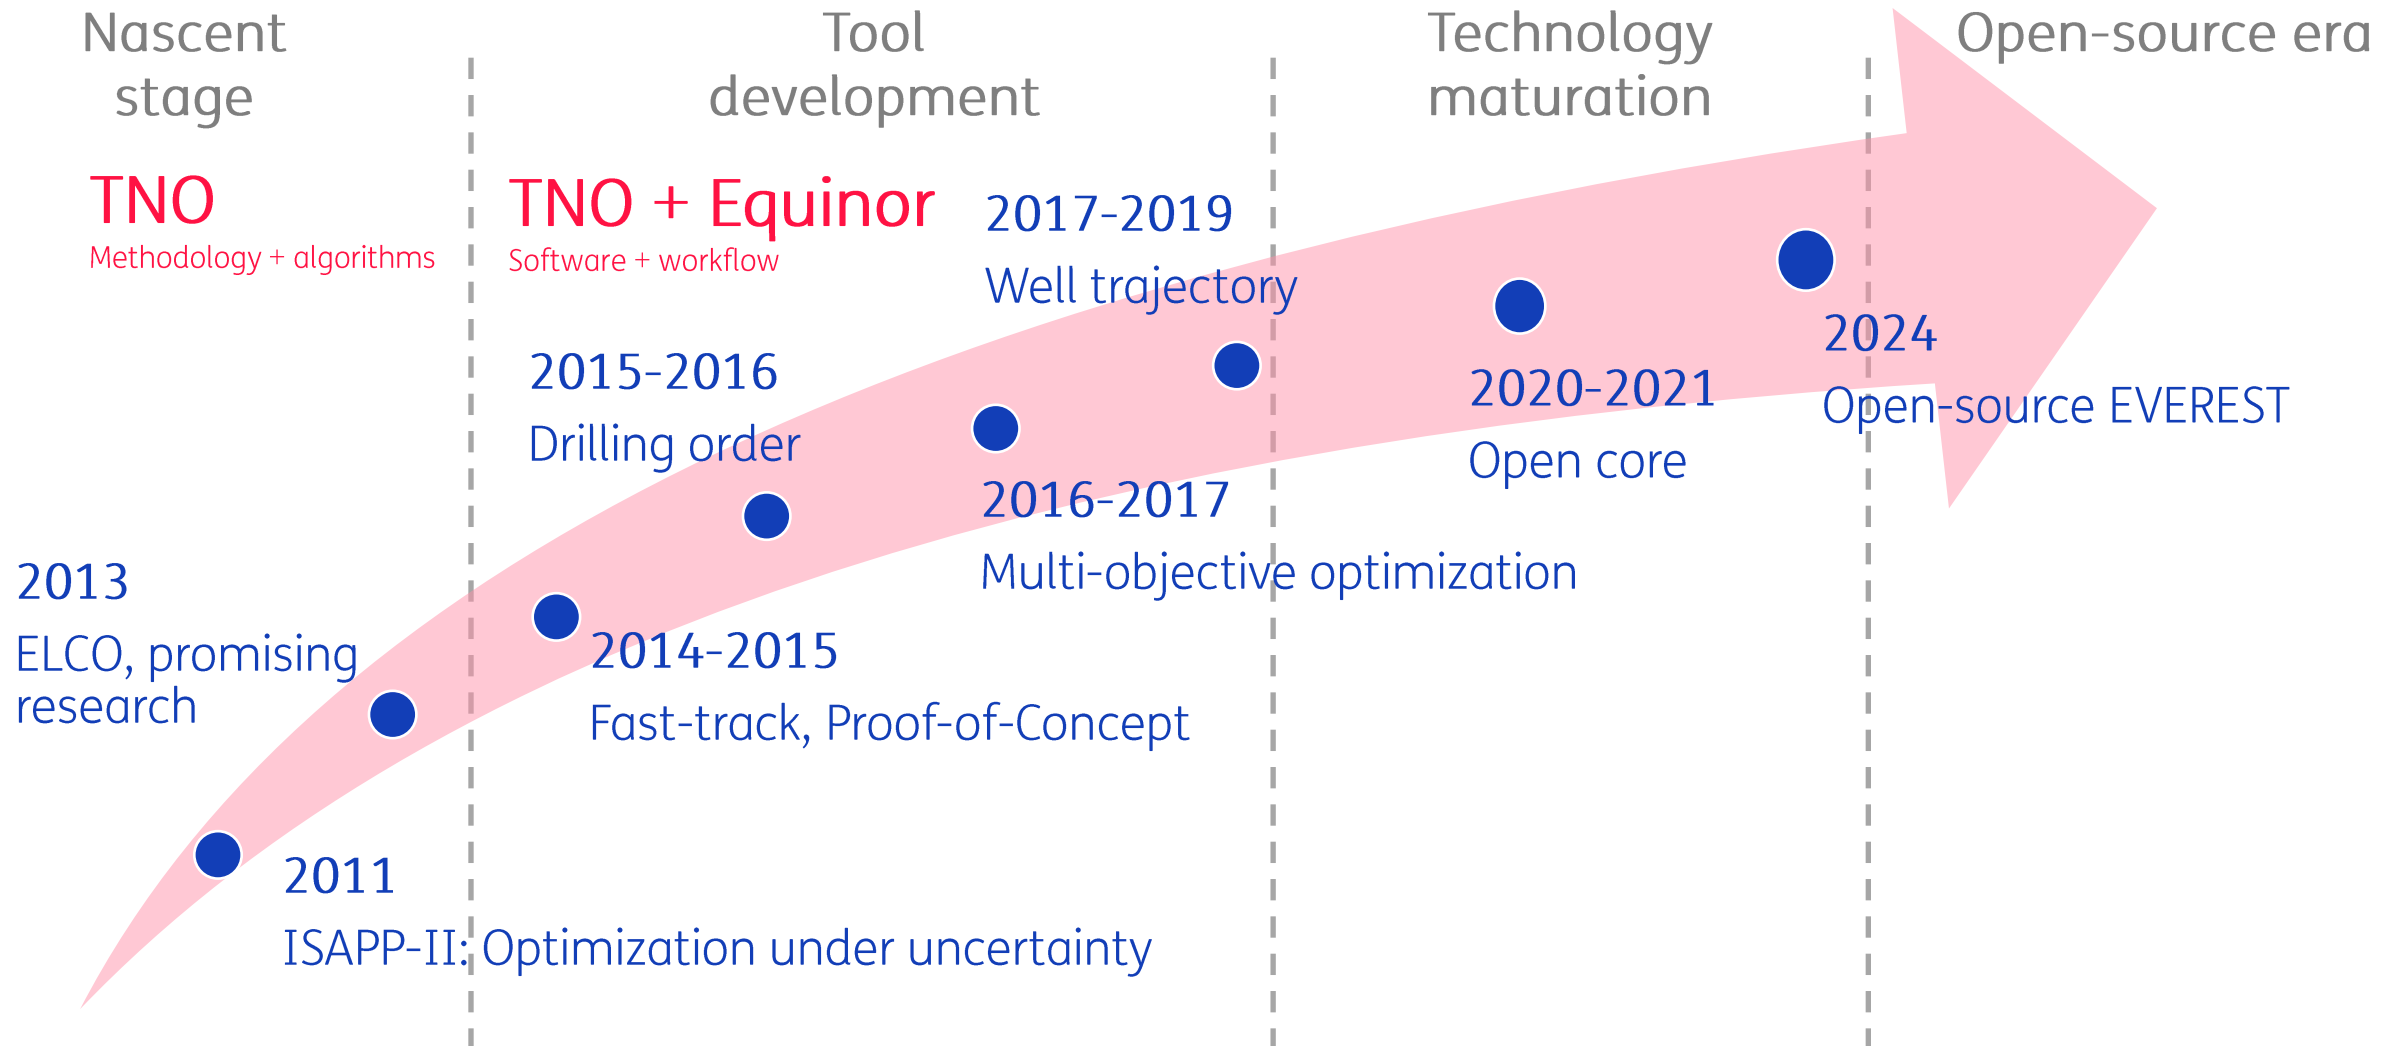 Nascent
stage
Tool
development
Technology
maturation
Open-source era
TNO
Methodology + algorithms
TNO + Equinor
Software + workflow
2017-2019
Well trajectory
2015-2016
Drilling order
2024
Open-source EVEREST
2020-2021
Open core
2016-2017
Multi-objective optimization
2013
ELCO, promising
research
2014-2015
Fast-track, Proof-of-Concept
2011
ISAPP-II: Optimization under uncertainty